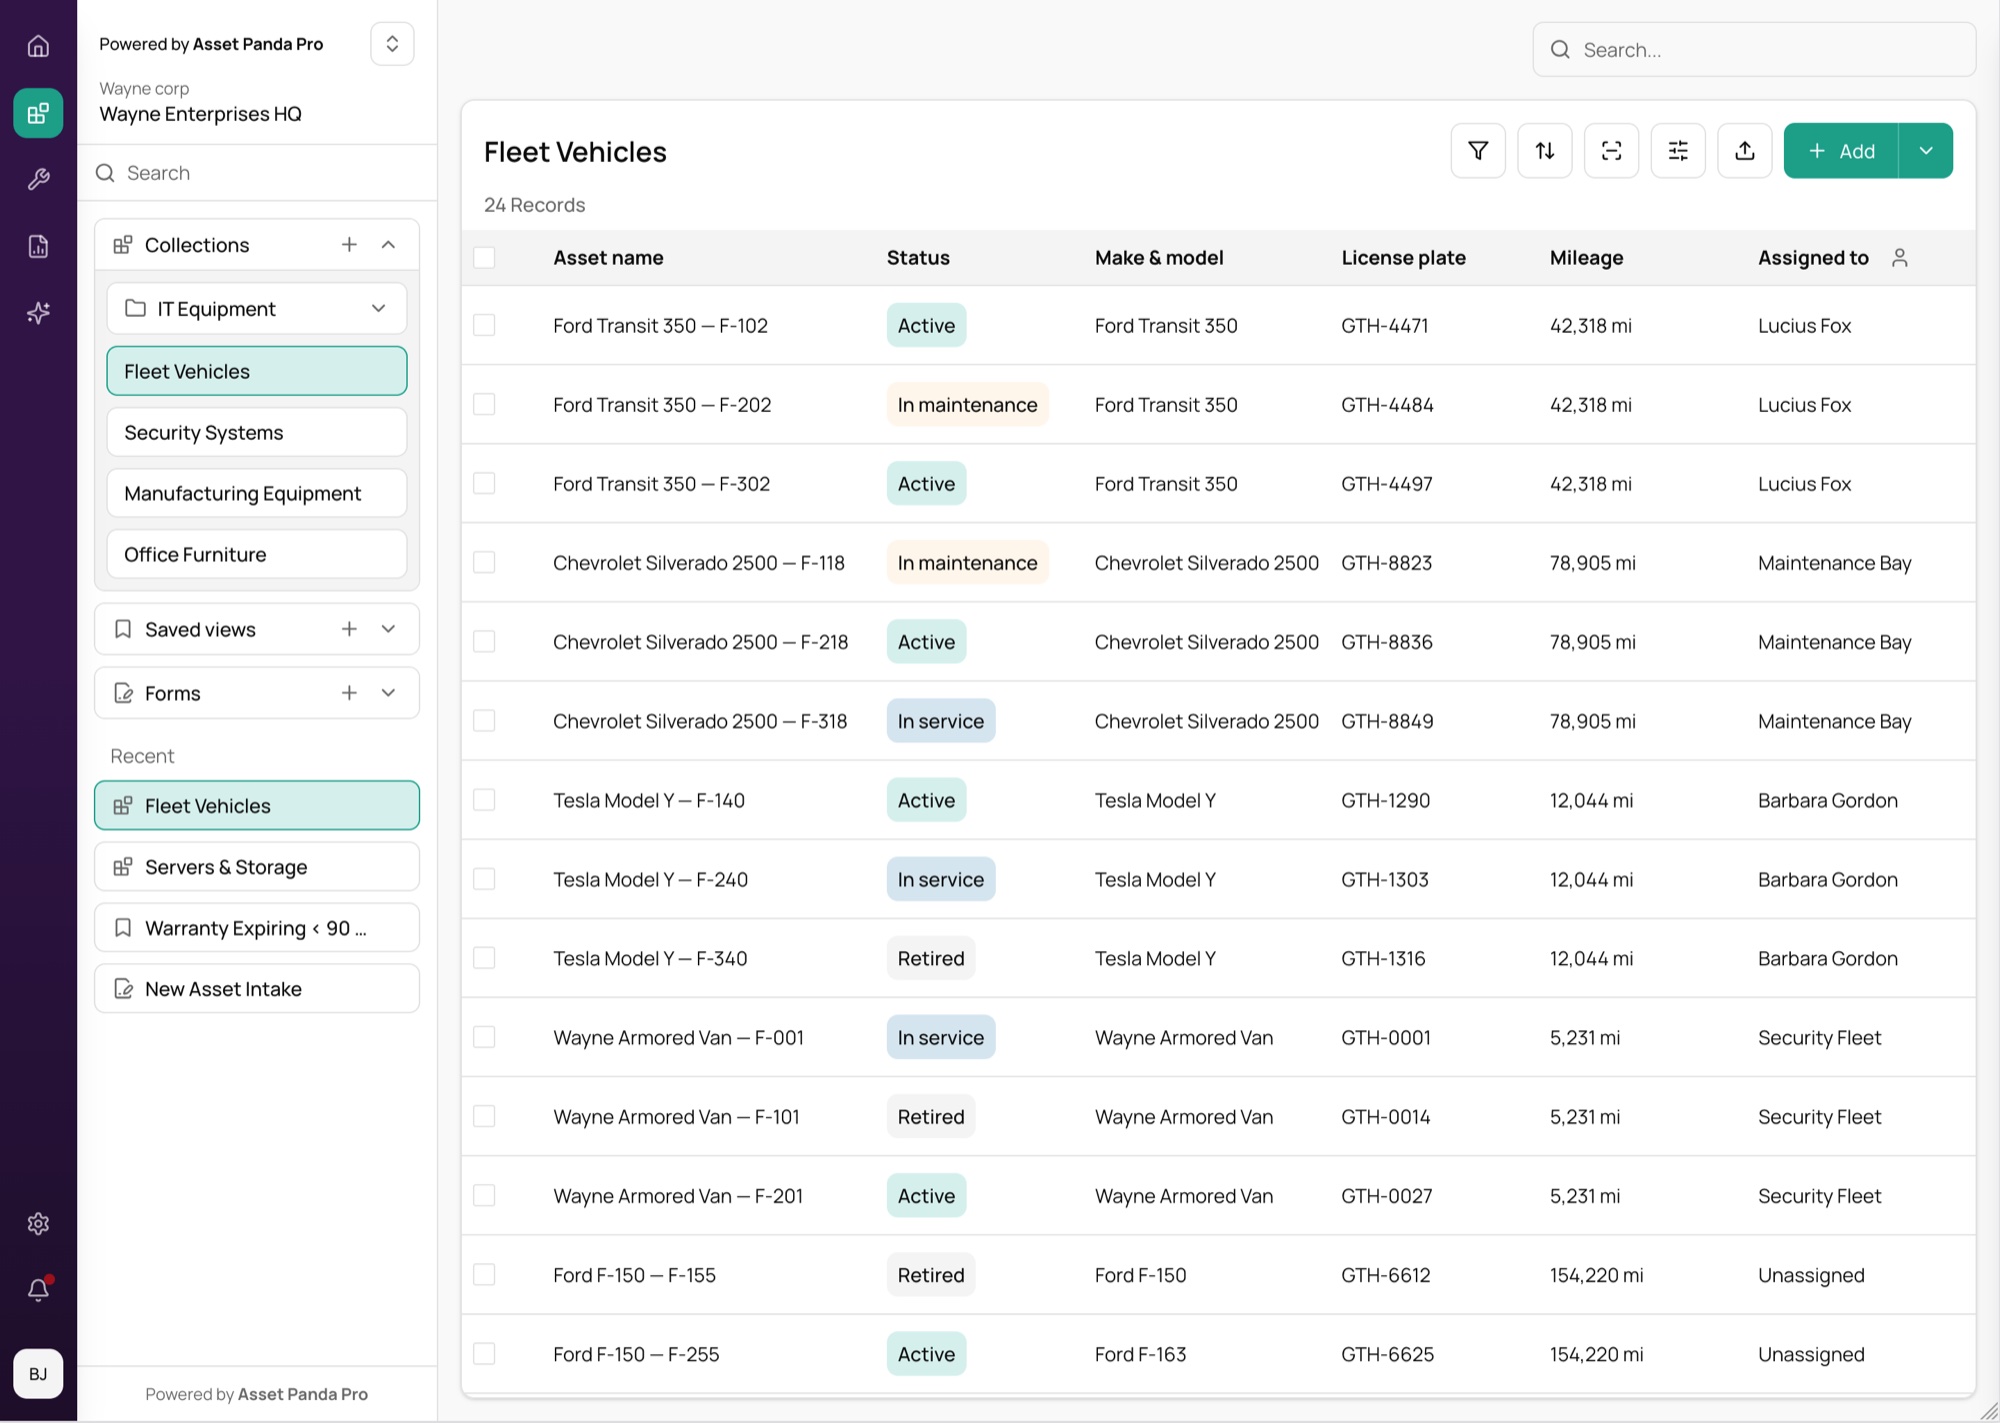 Powered by Asset Panda Pro
Wayne corp
Wayne Enterprises HQ
Search
Collections
IT Equipment
Fleet Vehicles
Security Systems
Manufacturing Equipment
Office Furniture
Saved views
Forms
Recent
Fleet Vehicles
Servers & Storage
Warranty Expiring < 90 ...
New Asset Intake
BJ
Powered by Asset Panda Pro
Search...
Fleet Vehicles
Add
24 Records
Asset name Status Make & model License plate Mileage Assigned to
Ford Transit 350 – F-102 Active Ford Transit 350 GTH-4471 42,318 mi Lucius Fox
Ford Transit 350 – F-202 In maintenance Ford Transit 350 GTH-4484 42,318 mi Lucius Fox
Ford Transit 350 – F-302 Active Ford Transit 350 GTH-4497 42,318 mi Lucius Fox
Chevrolet Silverado 2500 – F-118 In maintenance Chevrolet Silverado 2500 GTH-8823 78,905 mi Maintenance Bay
Chevrolet Silverado 2500 – F-218 Active Chevrolet Silverado 2500 GTH-8836 78,905 mi Maintenance Bay
Chevrolet Silverado 2500 – F-318 In service Chevrolet Silverado 2500 GTH-8849 78,905 mi Maintenance Bay
Tesla Model Y – F-140 Active Tesla Model Y GTH-1290 12,044 mi Barbara Gordon
Tesla Model Y – F-240 In service Tesla Model Y GTH-1303 12,044 mi Barbara Gordon
Tesla Model Y – F-340 Retired Tesla Model Y GTH-1316 12,044 mi Barbara Gordon
Wayne Armored Van – F-001 In service Wayne Armored Van GTH-0001 5,231 mi Security Fleet
Wayne Armored Van – F-101 Retired Wayne Armored Van GTH-0014 5,231 mi Security Fleet
Wayne Armored Van – F-201 Active Wayne Armored Van GTH-0027 5,231 mi Security Fleet
Ford F-150 – F-155 Retired Ford F-150 GTH-6612 154,220 mi Unassigned
Ford F-150 – F-255 Active Ford F-163 GTH-6625 154,220 mi Unassigned